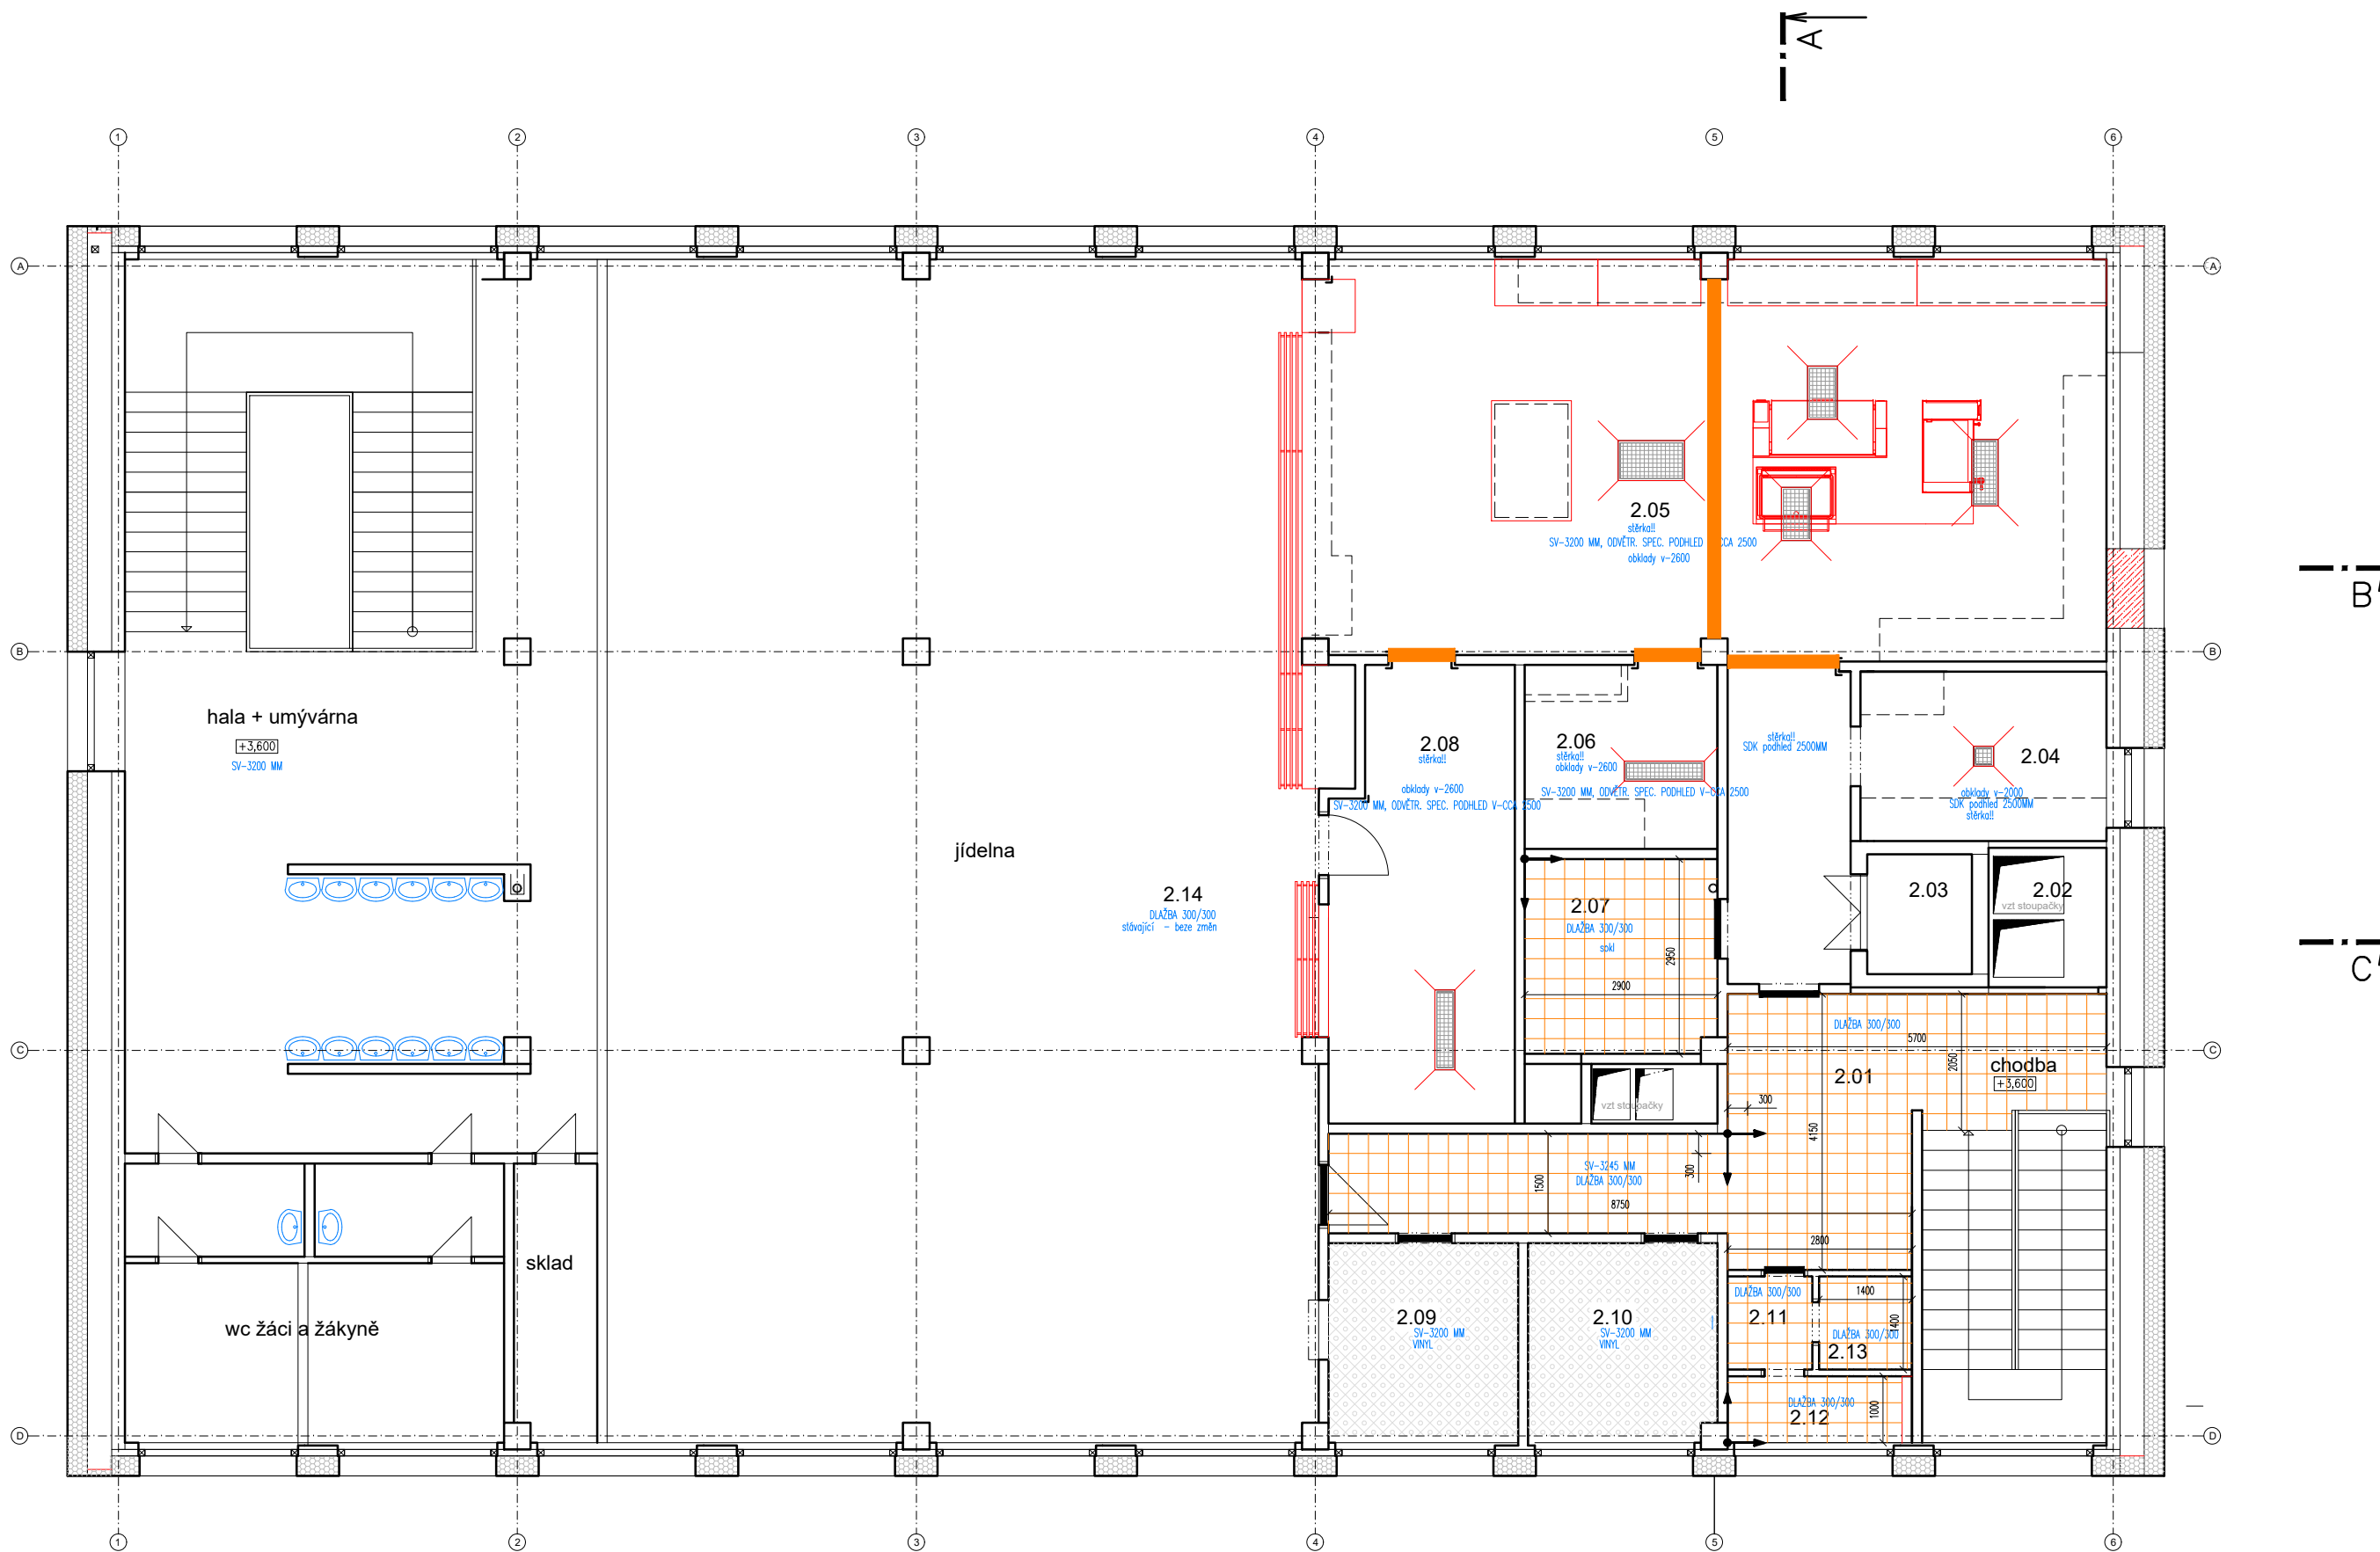 A
1 2 3 4 5 6
A A
2.05
stěrka!!
SV-3200 MM, ODVĚTR. SPEC. PODHLED V-CCA 2500
obklady v-2600
B'
B B
hala + umývárna
+3,600
SV-3200 MM
2.08
stěrka!!
obklady v-2600
SV-3200 MM, ODVĚTR. SPEC. PODHLED V-CCA 2500
2.06
stěrka!!
obklady v-2600
SV-3200 MM, ODVĚTR. SPEC. PODHLED V-CCA 2500
stěrka!!
SDK podhled 2500MM
2.04
obklady v-2000
SDK podhled 2500MM
stěrka!!
jídelna
2.14
DLAŽBA 300/300
stávající - beze změn
2.07
DLAŽBA 300/300
sokl
2950
2900
2.03
2.02
vzt stoupačky
C'
C C
DLAŽBA 300/300
5700
2050
2.01
chodba
+3,600
300
4150
vzt stoupačky
SV-3245 MM
DLAŽBA 300/300
1500
300
8750
2800
sklad
wc žáci a žákyně
2.09
SV-3200 MM
VINYL
2.10
SV-3200 MM
VINYL
DLAŽBA 300/300
2.11
1400
1400
DLAŽBA 300/300
2.13
DLAŽBA 300/300
2.12
1000
D D
1 2 3 4 5 6